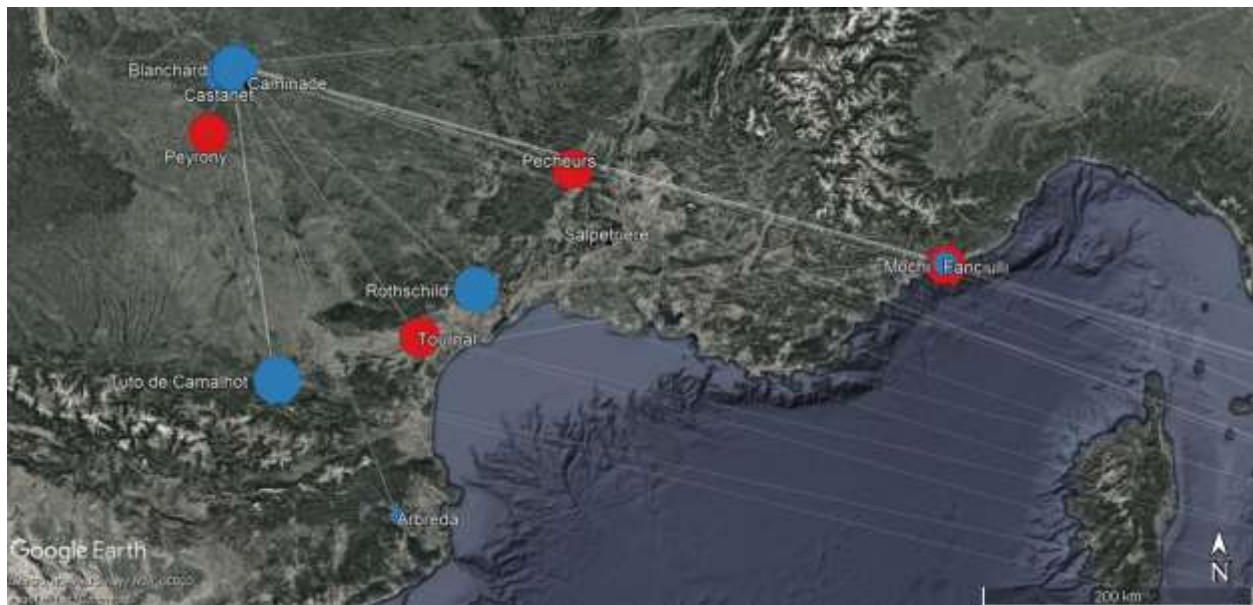 Blanchard
Caminade
Castanet
Peyrony
Pecheurs
Salpetriere
Mochi Fanciulli
Rothschild
Tournal
Tuto de Camalhot
Arbreda
Google Earth
N
200 km